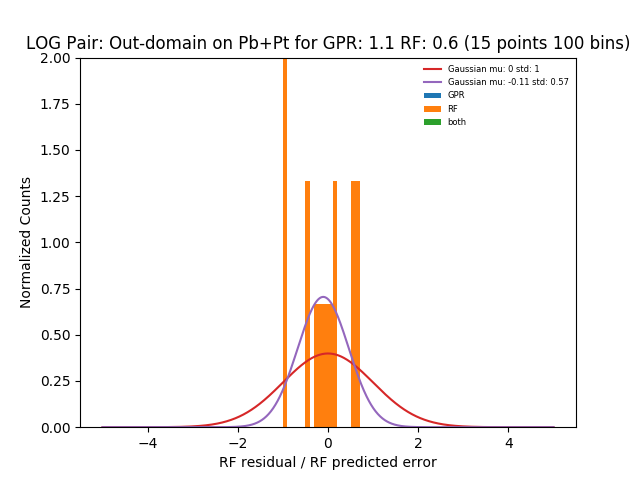 LOG Pair: Out-domain on Pb+Pt for GPR: 1.1 RF: 0.6 (15 points 100 bins)
Gaussian mu: 0 std: 1
Gaussian mu: -0.11 std: 0.57
GPR
RF
both
2.00
1.75
1.50
1.25
1.00
0.75
0.50
0.25
0.00
Normalized Counts
−4
−2
0
2
4
RF residual / RF predicted error